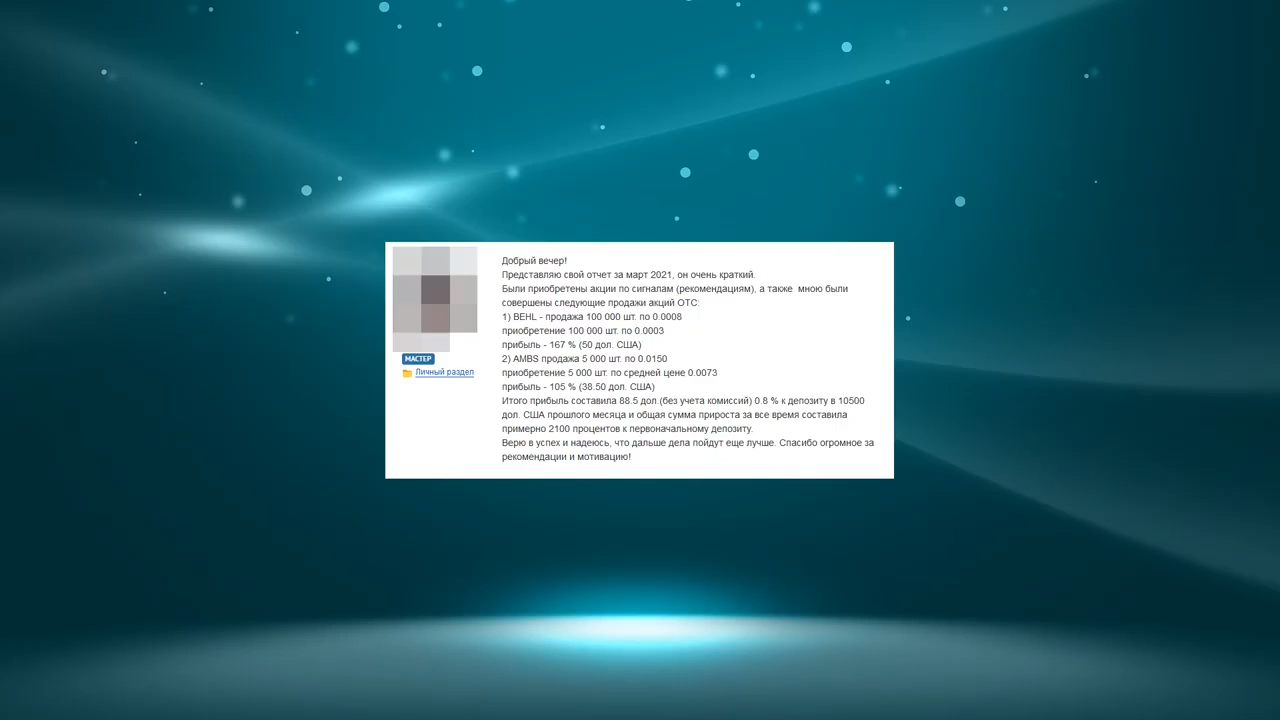 Добрый вечер!
Представляю свой отчет за март 2021, он очень краткий.
Были приобретены акции по сигналам (рекомендациям), а также  мною были
совершены следующие продажи акций ОТС:
1) BEHL - продажа 100 000 шт. по 0.0008
приобретение 100 000 шт. по 0.0003
прибыль - 167 % (50 дол. США)
2) AMBS продажа 5 000 шт. по 0.0150
приобретение 5 000 шт. по средней цене 0.0073
прибыль - 105 % (38.50 дол. США)
Итого прибыль составила 88.5 дол.(без учета комиссий) 0.8 % к депозиту в 10500
дол. США прошлого месяца и общая сумма прироста за все время составила
примерно 2100 процентов к первоначальному депозиту.
Верю в успех и надеюсь, что дальше дела пойдут еще лучше. Спасибо огромное за
рекомендации и мотивацию!
МАСТЕР
Личный раздел